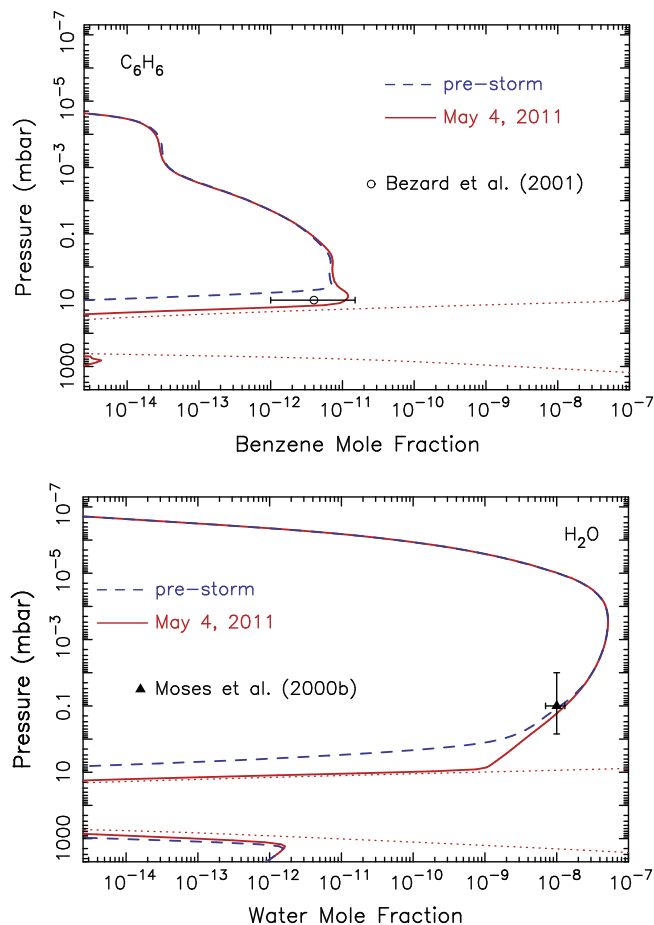 10⁻⁷
C₆H₆
pre-storm
10⁻⁵
May 4, 2011
10⁻³
Bezard et al. (2001)
Pressure (mbar)
0.1
10
1000
10⁻¹⁴ 10⁻¹³ 10⁻¹² 10⁻¹¹ 10⁻¹⁰ 10⁻⁹ 10⁻⁸ 10⁻⁷
Benzene Mole Fraction
10⁻⁷
H₂O
10⁻⁵
pre-storm
May 4, 2011
10⁻³
Moses et al. (2000b)
Pressure (mbar)
0.1
10
1000
10⁻¹⁴ 10⁻¹³ 10⁻¹² 10⁻¹¹ 10⁻¹⁰ 10⁻⁹ 10⁻⁸ 10⁻⁷
Water Mole Fraction